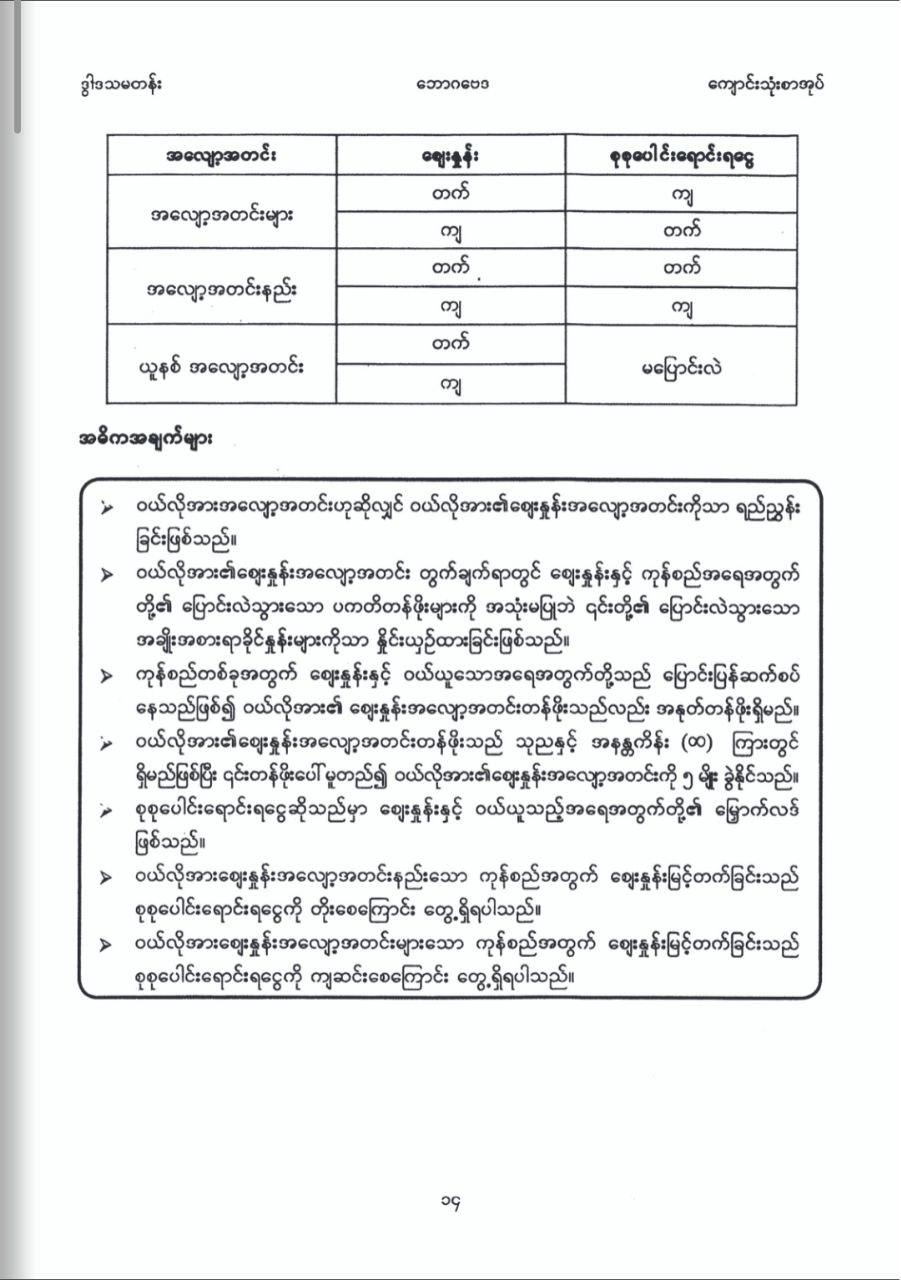 ဒွါဒသမတန်း ဘောဂဗေဒ ကျောင်းသုံးစာအုပ်
အလျော့အတင်း ဈေးနှုန်း စုစုပေါင်းရောင်းရငွေ
အလျော့အတင်းများ တက် ကျ
ကျ တက်
အလျော့အတင်းနည်း တက် တက်
ကျ ကျ
ယူနစ် အလျော့အတင်း တက် မပြောင်းလဲ
ကျ
အဓိကအချက်များ
➢ ဝယ်လိုအားအလျော့အတင်းဟုဆိုလျှင် ဝယ်လိုအား၏ဈေးနှုန်းအလျော့အတင်းကိုသာ ရည်ညွှန်း
ခြင်းဖြစ်သည်။
➢ ဝယ်လိုအား၏ဈေးနှုန်းအလျော့အတင်း တွက်ချက်ရာတွင် ဈေးနှုန်းနှင့် ကုန်စည်အရေအတွက်
တို့၏ ပြောင်းလဲသွားသော ပကတိတန်ဖိုးများကို အသုံးမပြုဘဲ ၎င်းတို့၏ ပြောင်းလဲသွားသော
အချိုးအစားရာခိုင်နှုန်းများကိုသာ နှိုင်းယှဉ်ထားခြင်းဖြစ်သည်။
➢ ကုန်စည်တစ်ခုအတွက် ဈေးနှုန်းနှင့် ဝယ်ယူသောအရေအတွက်တို့သည် ပြောင်းပြန်ဆက်စပ်
နေသည်ဖြစ်၍ ဝယ်လိုအား၏ ဈေးနှုန်းအလျော့အတင်းတန်ဖိုးသည်လည်း အနုတ်တန်ဖိုးရှိမည်။
➢ ဝယ်လိုအား၏ဈေးနှုန်းအလျော့အတင်းတန်ဖိုးသည် သုညနှင့် အနန္တကိန်း (ထ) ကြားတွင်
ရှိမည်ဖြစ်ပြီး ၎င်းတန်ဖိုးပေါ်မူတည်၍ ဝယ်လိုအား၏ဈေးနှုန်းအလျော့အတင်းကို ၅ မျိုး ခွဲနိုင်သည်။
➢ စုစုပေါင်းရောင်းရငွေဆိုသည်မှာ ဈေးနှုန်းနှင့် ဝယ်ယူသည့်အရေအတွက်တို့၏ မြှောက်လဒ်
ဖြစ်သည်။
➢ ဝယ်လိုအားဈေးနှုန်းအလျော့အတင်းနည်းသော ကုန်စည်အတွက် ဈေးနှုန်းမြင့်တက်ခြင်းသည်
စုစုပေါင်းရောင်းရငွေကို တိုးစေကြောင်း တွေ့ရှိရပါသည်။
➢ ဝယ်လိုအားဈေးနှုန်းအလျော့အတင်းများသော ကုန်စည်အတွက် ဈေးနှုန်းမြင့်တက်ခြင်းသည်
စုစုပေါင်းရောင်းရငွေကို ကျဆင်းစေကြောင်း တွေ့ရှိရပါသည်။
၁၄